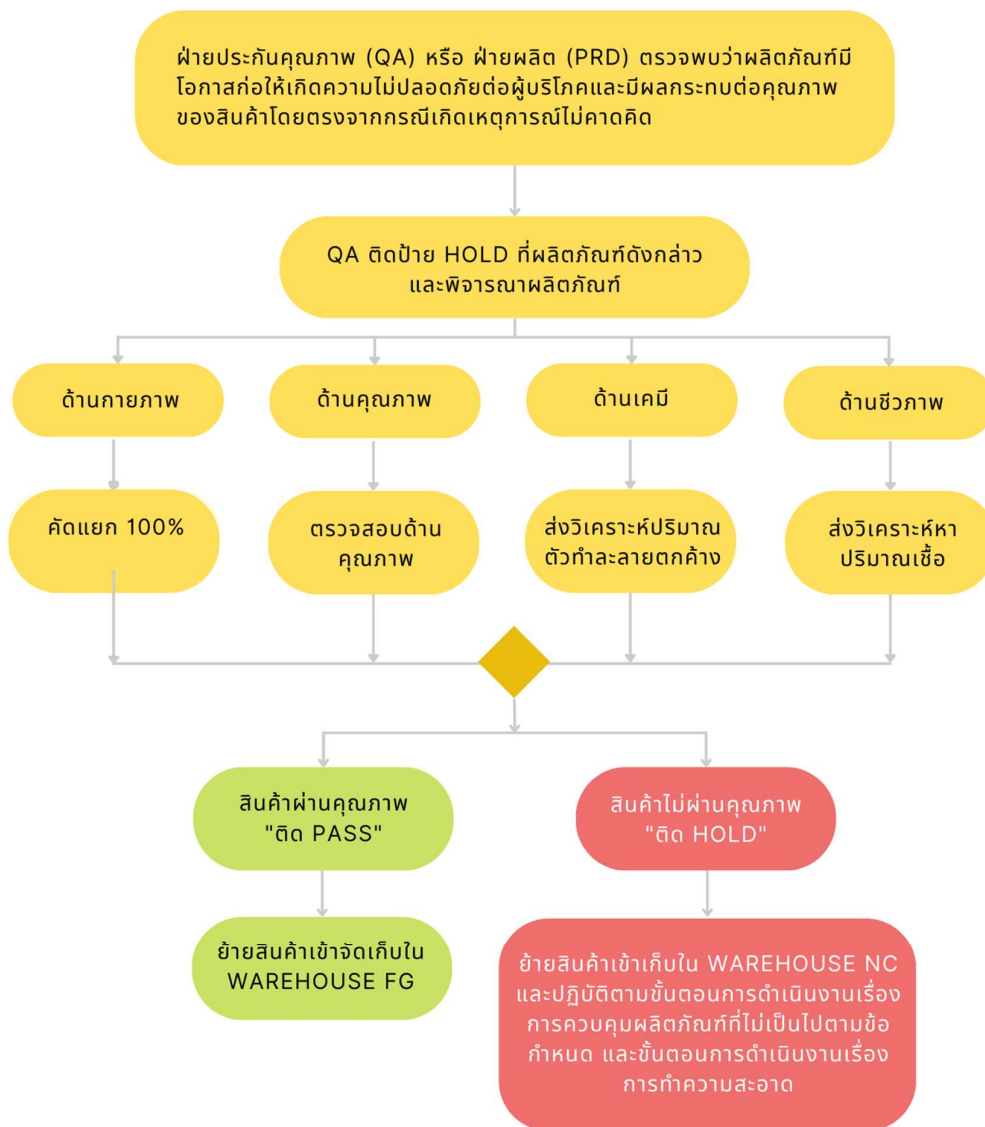 ฝ่ายประกันคุณภาพ (QA) หรือ ฝ่ายผลิต (PRD) ตรวจพบว่าผลิตภัณฑ์มี
โอกาสก่อให้เกิดความไม่ปลอดภัยต่อผู้บริโภคและมีผลกระทบต่อคุณภาพ
ของสินค้าโดยตรงจากกรณีเกิดเหตุการณ์ไม่คาดคิด
QA ติดป้าย HOLD ที่ผลิตภัณฑ์ดังกล่าว
และพิจารณาผลิตภัณฑ์
ด้านกายภาพ
ด้านคุณภาพ
ด้านเคมี
ด้านชีวภาพ
คัดแยก 100%
ตรวจสอบด้าน
คุณภาพ
ส่งวิเคราะห์ปริมาณ
ตัวทำละลายตกค้าง
ส่งวิเคราะห์หา
ปริมาณเชื้อ
สินค้าผ่านคุณภาพ
"ติด PASS"
สินค้าไม่ผ่านคุณภาพ
"ติด HOLD"
ย้ายสินค้าเข้าจัดเก็บใน
WAREHOUSE FG
ย้ายสินค้าเข้าเก็บใน WAREHOUSE NC
และปฏิบัติตามขั้นตอนการดำเนินงานเรื่อง
การควบคุมผลิตภัณฑ์ที่ไม่เป็นไปตามข้อ
กำหนด และขั้นตอนการดำเนินงานเรื่อง
การทำความสะอาด